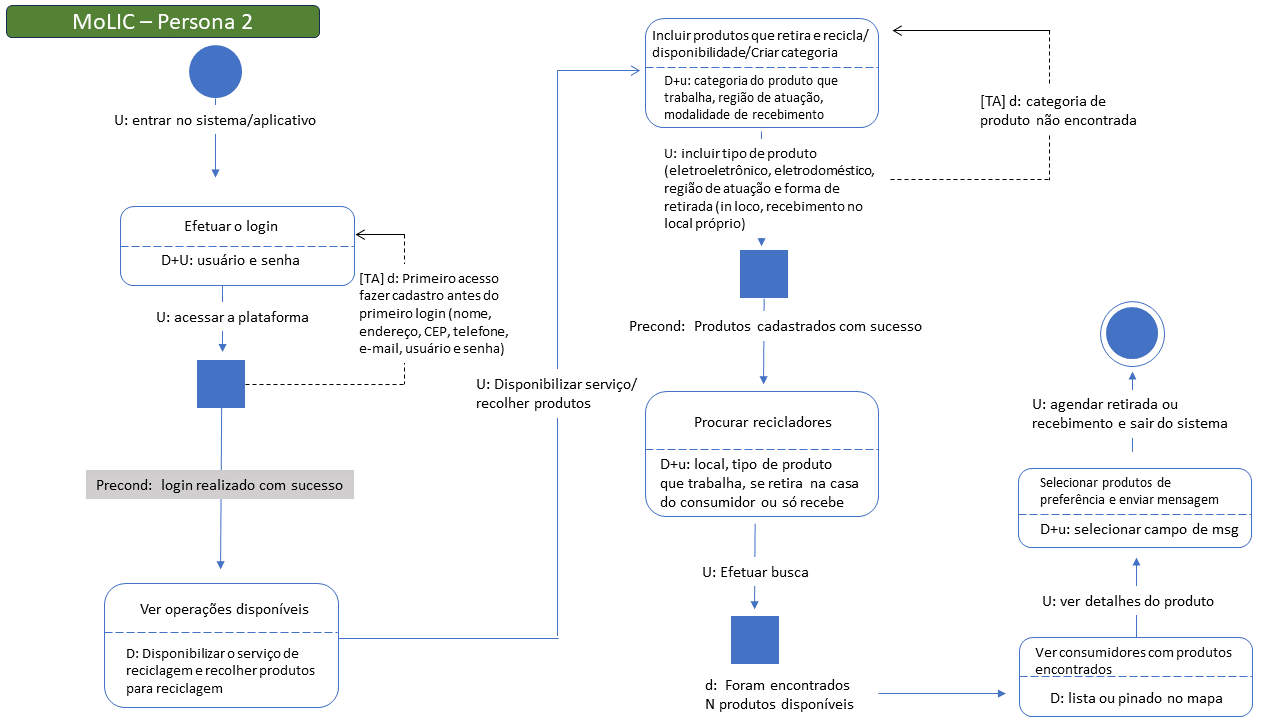 MoLIC – Persona 2
U: entrar no sistema/aplicativo
Efetuar o login
D+U: usuário e senha
U: acessar a plataforma
[TA] d: Primeiro acesso
fazer cadastro antes do
primeiro login (nome,
endereço, CEP, telefone,
e-mail, usuário e senha)
Precond: login realizado com sucesso
Ver operações disponíveis
D: Disponibilizar o serviço de
reciclagem e recolher produtos
para reciclagem
U: Disponibilizar serviço/
recolher produtos
Incluir produtos que retira e recicla/
disponibilidade/Criar categoria
D+u: categoria do produto que
trabalha, região de atuação,
modalidade de recebimento
[TA] d: categoria de
produto não encontrada
U: incluir tipo de produto
(eletroeletrônico, eletrodoméstico,
região de atuação e forma de
retirada (in loco, recebimento no
local próprio)
Precond: Produtos cadastrados com sucesso
Procurar recicladores
D+u: local, tipo de produto
que trabalha, se retira na casa
do consumidor ou só recebe
U: Efetuar busca
d: Foram encontrados
N produtos disponíveis
Ver consumidores com produtos
encontrados
D: lista ou pinado no mapa
U: ver detalhes do produto
Selecionar produtos de
preferência e enviar mensagem
D+u: selecionar campo de msg
U: agendar retirada ou
recebimento e sair do sistema